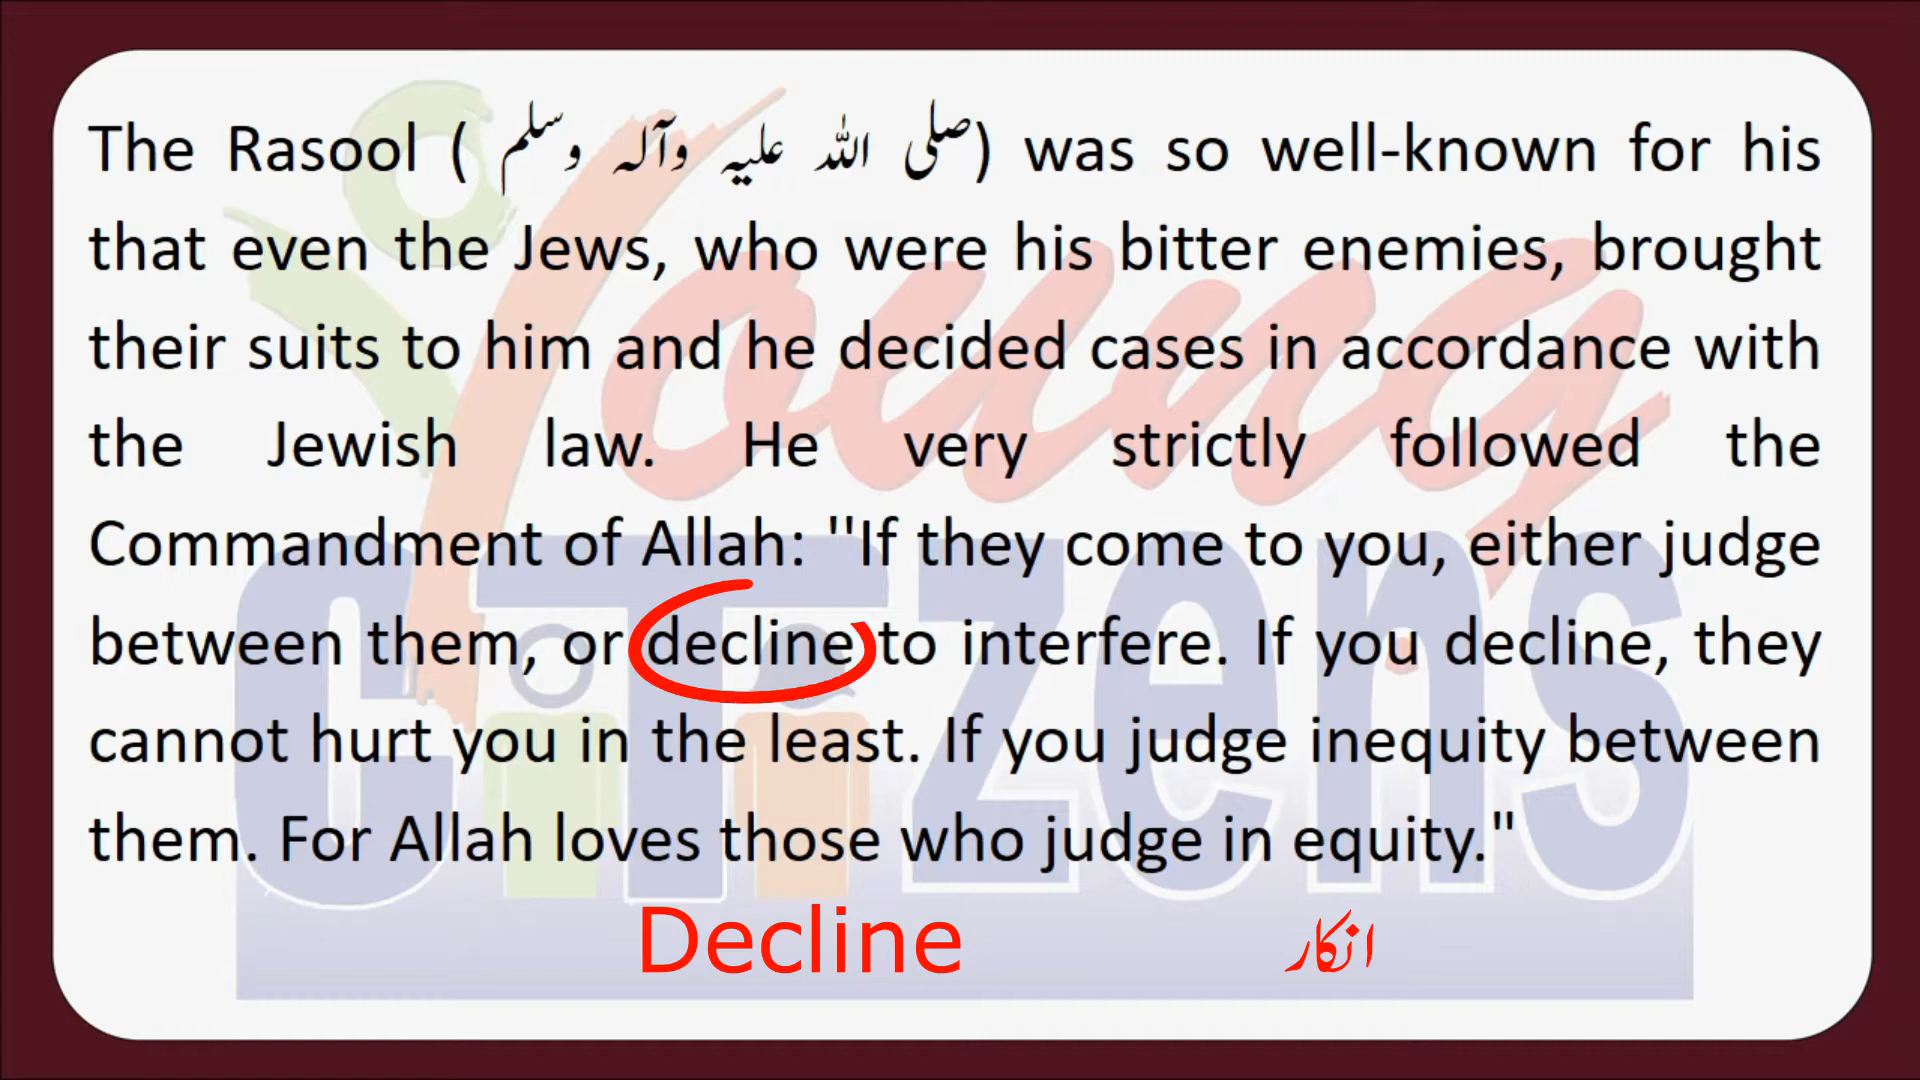 The Rasool ( صلی اللہ علیہ وآلہ وسلم) was so well-known for his
that even the Jews, who were his bitter enemies, brought
their suits to him and he decided cases in accordance with
the Jewish law. He very strictly followed the
Commandment of Allah: "If they come to you, either judge
between them, or decline to interfere. If you decline, they
cannot hurt you in the least. If you judge inequity between
them. For Allah loves those who judge in equity."
Decline انکار
Young
Citizens